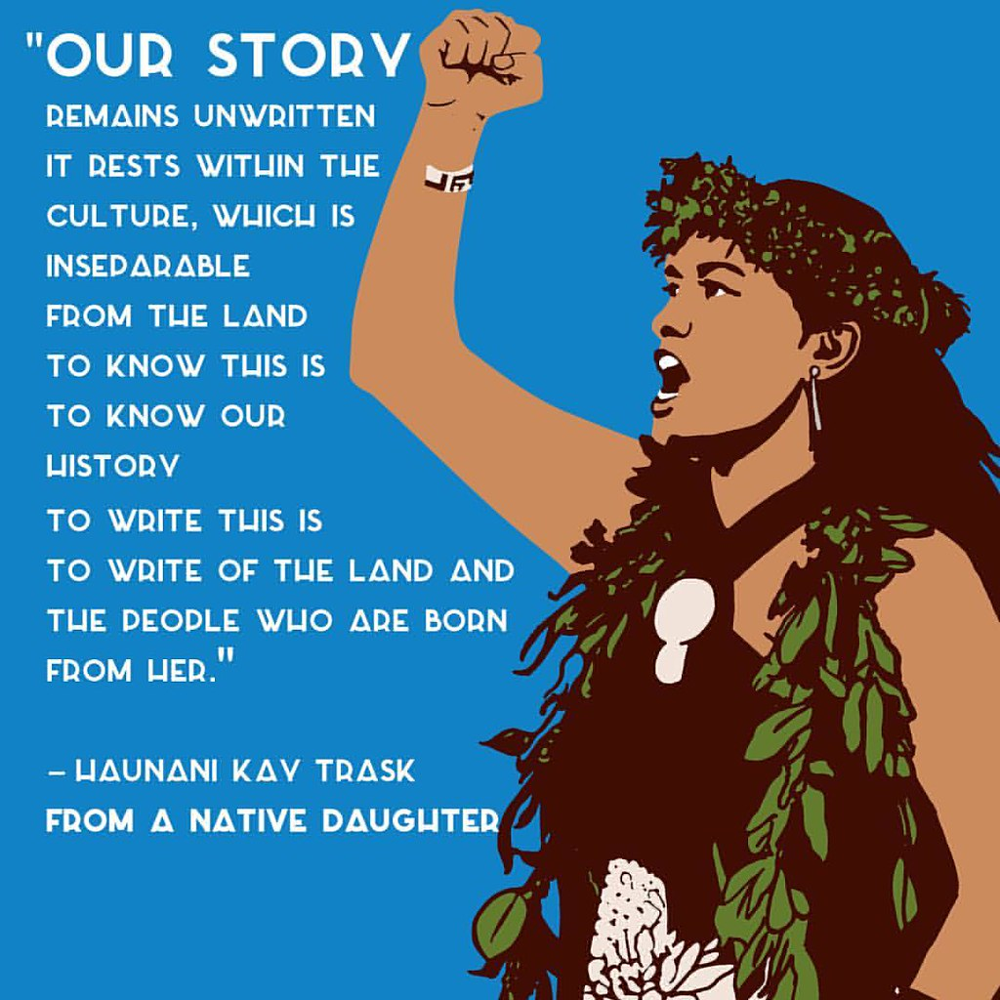 "OUR STORY
REMAINS UNWRITTEN
IT RESTS WITHIN THE
CULTURE, WHICH IS
INSEPARABLE
FROM THE LAND
TO KNOW THIS IS
TO KNOW OUR
HISTORY
TO WRITE THIS IS
TO WRITE OF THE LAND AND
THE PEOPLE WHO ARE BORN
FROM HER."
– HAUNANI KAY TRASK
FROM A NATIVE DAUGHTER